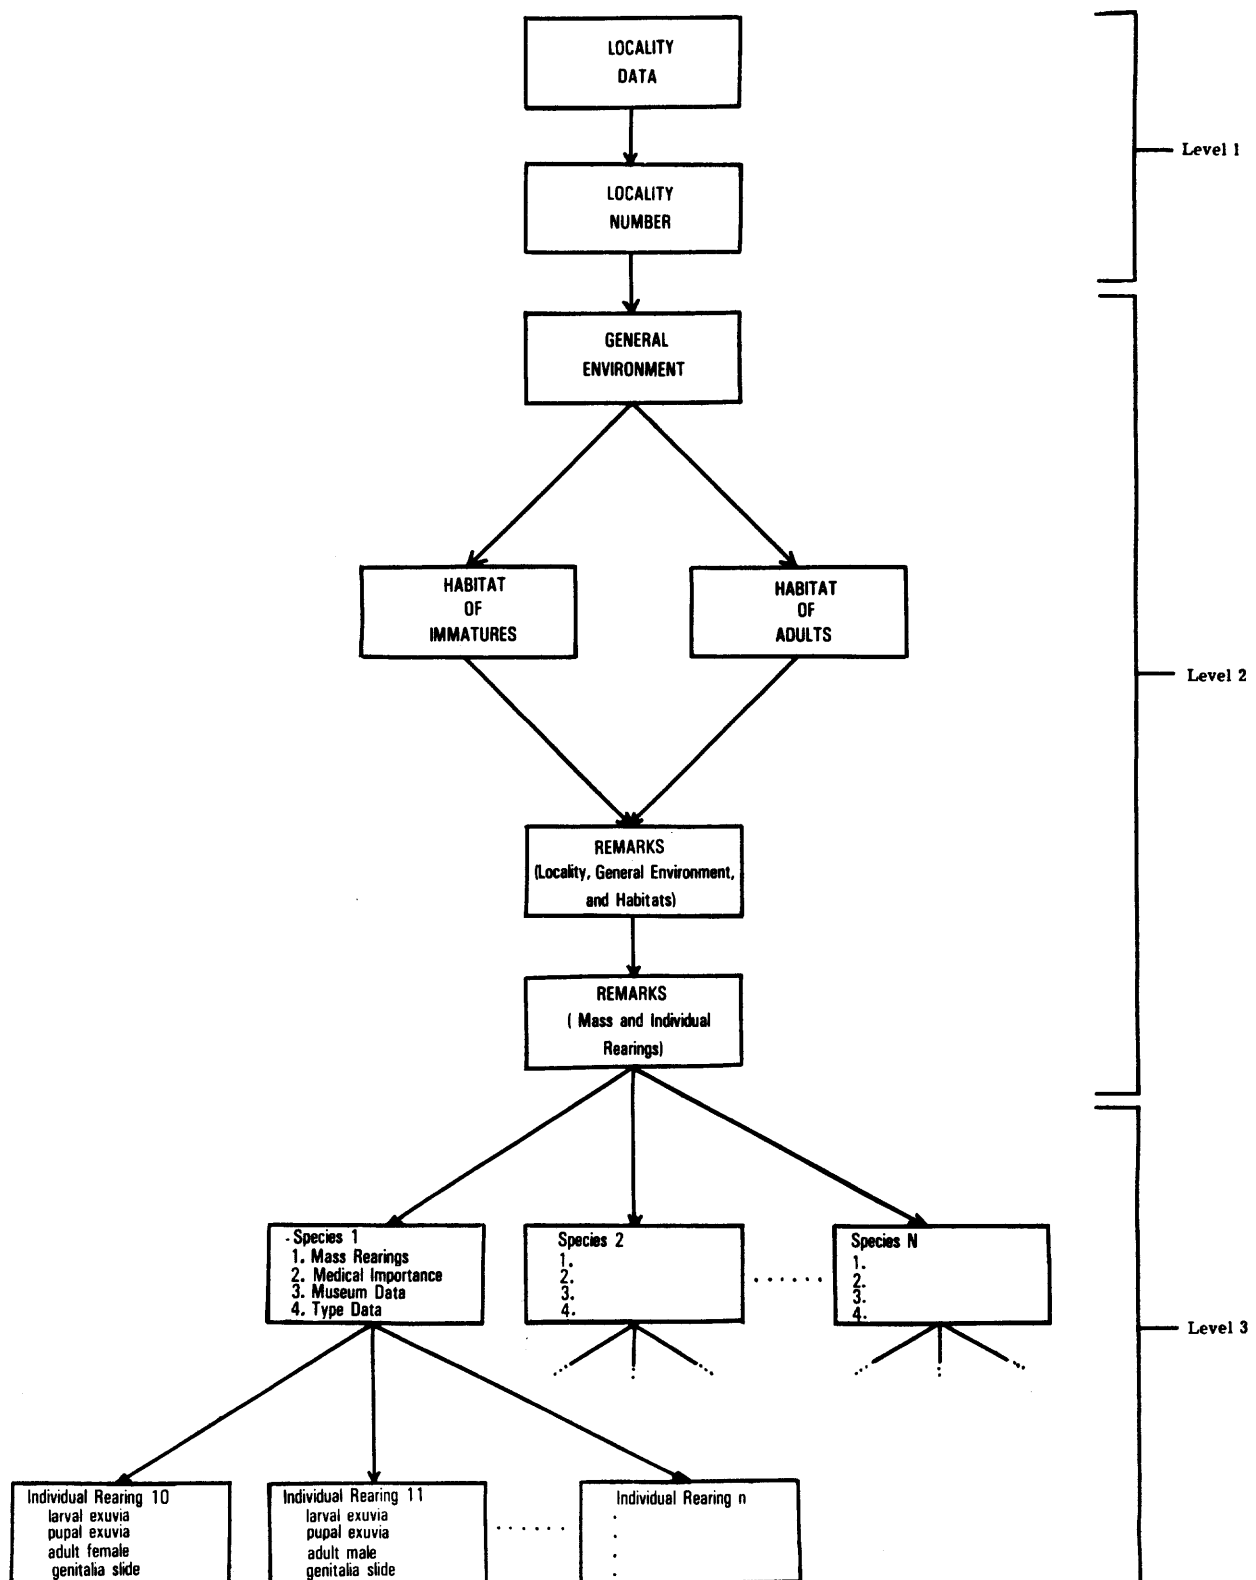 LOCALITY
DATA
Level 1
LOCALITY
NUMBER
GENERAL
ENVIRONMENT
HABITAT
OF
IMMATURES
HABITAT
OF
ADULTS
Level 2
REMARKS
(Locality, General Environment,
and Habitats)
REMARKS
( Mass and Individual
Rearings)
Species 1
1. Mass Rearings
2. Medical Importance
3. Museum Data
4. Type Data
Species 2
1.
2.
3.
4.
Species N
1.
2.
3.
4.
Level 3
Individual Rearing 10
larval exuvia
pupal exuvia
adult female
genitalia slide
Individual Rearing 11
larval exuvia
pupal exuvia
adult male
genitalia slide
Individual Rearing n